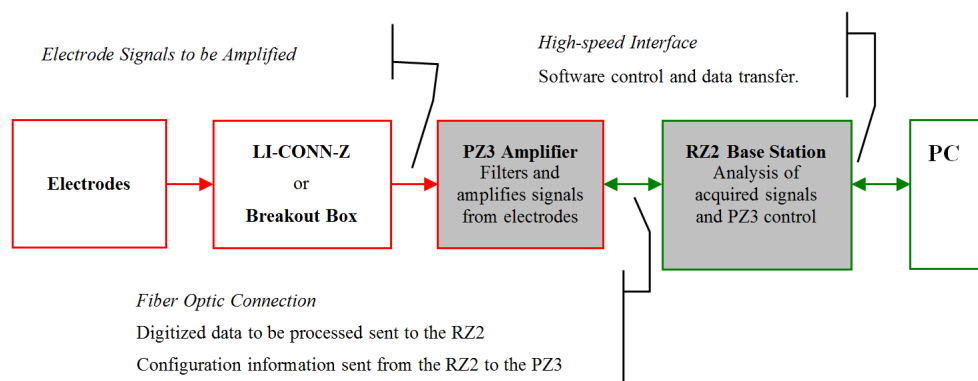 Electrode Signals to be Amplified
High-speed Interface
Software control and data transfer.
Electrodes
LI-CONN-Z
or
Breakout Box
PZ3 Amplifier
Filters and
amplifies signals
from electrodes
RZ2 Base Station
Analysis of
acquired signals
and PZ3 control
PC
Fiber Optic Connection
Digitized data to be processed sent to the RZ2
Configuration information sent from the RZ2 to the PZ3